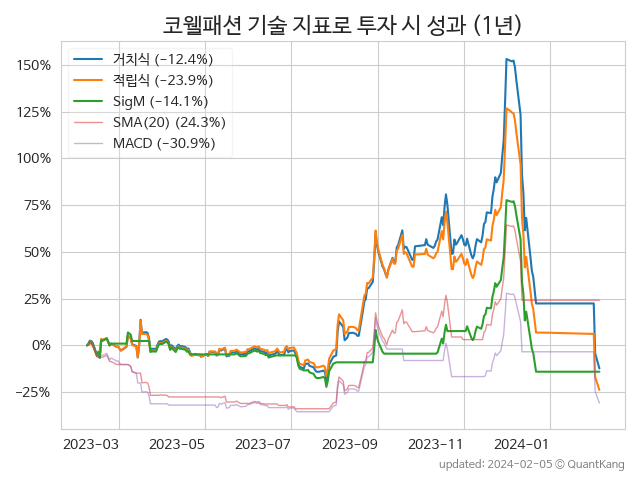 코웰패션 기술 지표로 투자 시 성과 (1년)
거치식 (−12.4%)
적립식 (−23.9%)
SigM (−14.1%)
SMA(20) (24.3%)
MACD (−30.9%)
150%
125%
100%
75%
50%
25%
0%
−25%
2023-03 2023-05 2023-07 2023-09 2023-11 2024-01
updated: 2024-02-05 © QuantKang